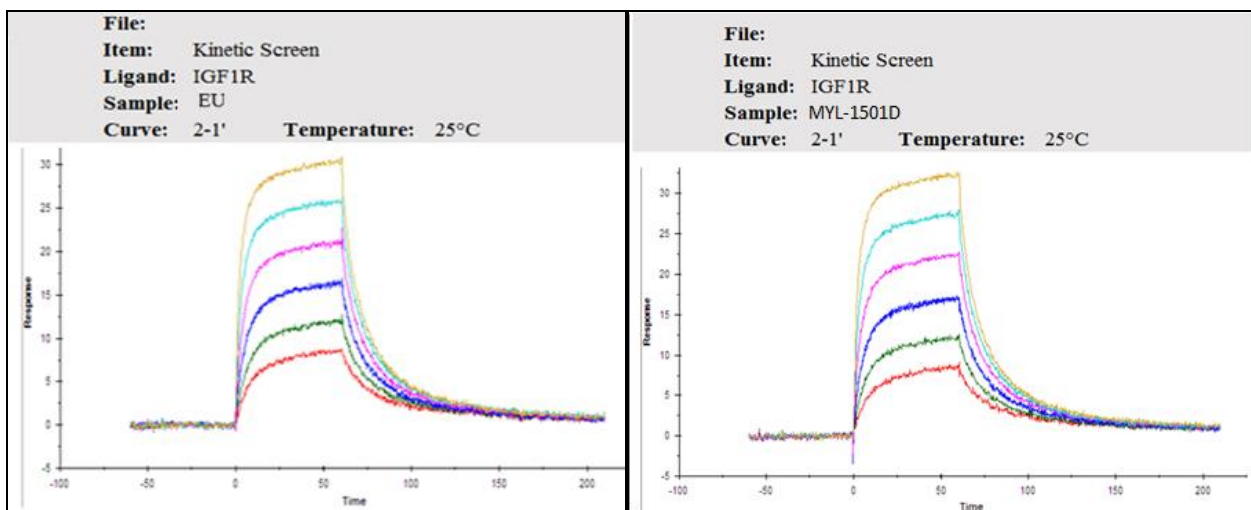 File:
Item: Kinetic Screen
Ligand: IGF1R
Sample: EU
Curve: 2-1' Temperature: 25°C
30
25
20
15
10
5
0
-5
Response
-100 -50 0 50 100 150 200
Time
File:
Item: Kinetic Screen
Ligand: IGF1R
Sample: MYL-1501D
Curve: 2-1' Temperature: 25°C
30
25
20
15
10
5
0
-5
Response
-100 -50 0 50 100 150 200
Time